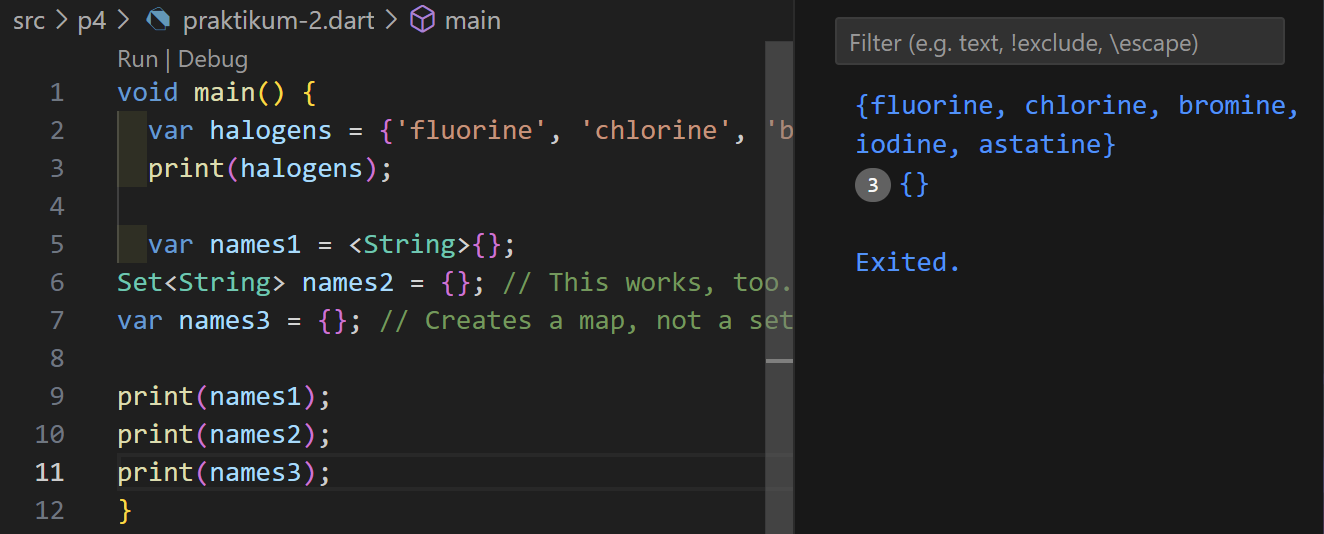 src > p4 > praktikum-2.dart > main
Run | Debug
1 void main() {
2 var halogens = {'fluorine', 'chlorine', 'b
3 print(halogens);
4
5 var names1 = <String>{};
6 Set<String> names2 = {}; // This works, too.
7 var names3 = {}; // Creates a map, not a set
8
9 print(names1);
10 print(names2);
11 print(names3);
12 }
Filter (e.g. text, !exclude, \escape)
{fluorine, chlorine, bromine,
iodine, astatine}
3 {}
Exited.